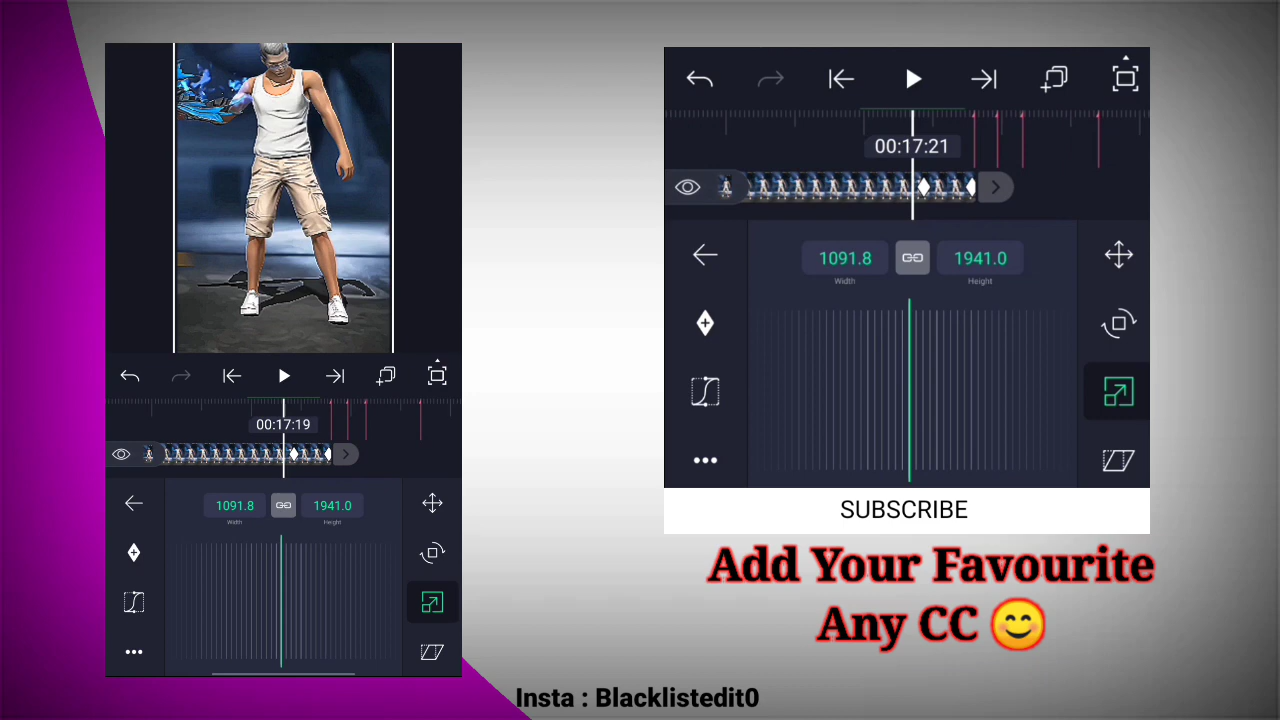 00:17:19
1091.8
1941.0
Width
Height
00:17:21
1091.8
1941.0
Width
Height
SUBSCRIBE
Add Your Favourite
Any CC 😊
Insta : Blacklistedit0